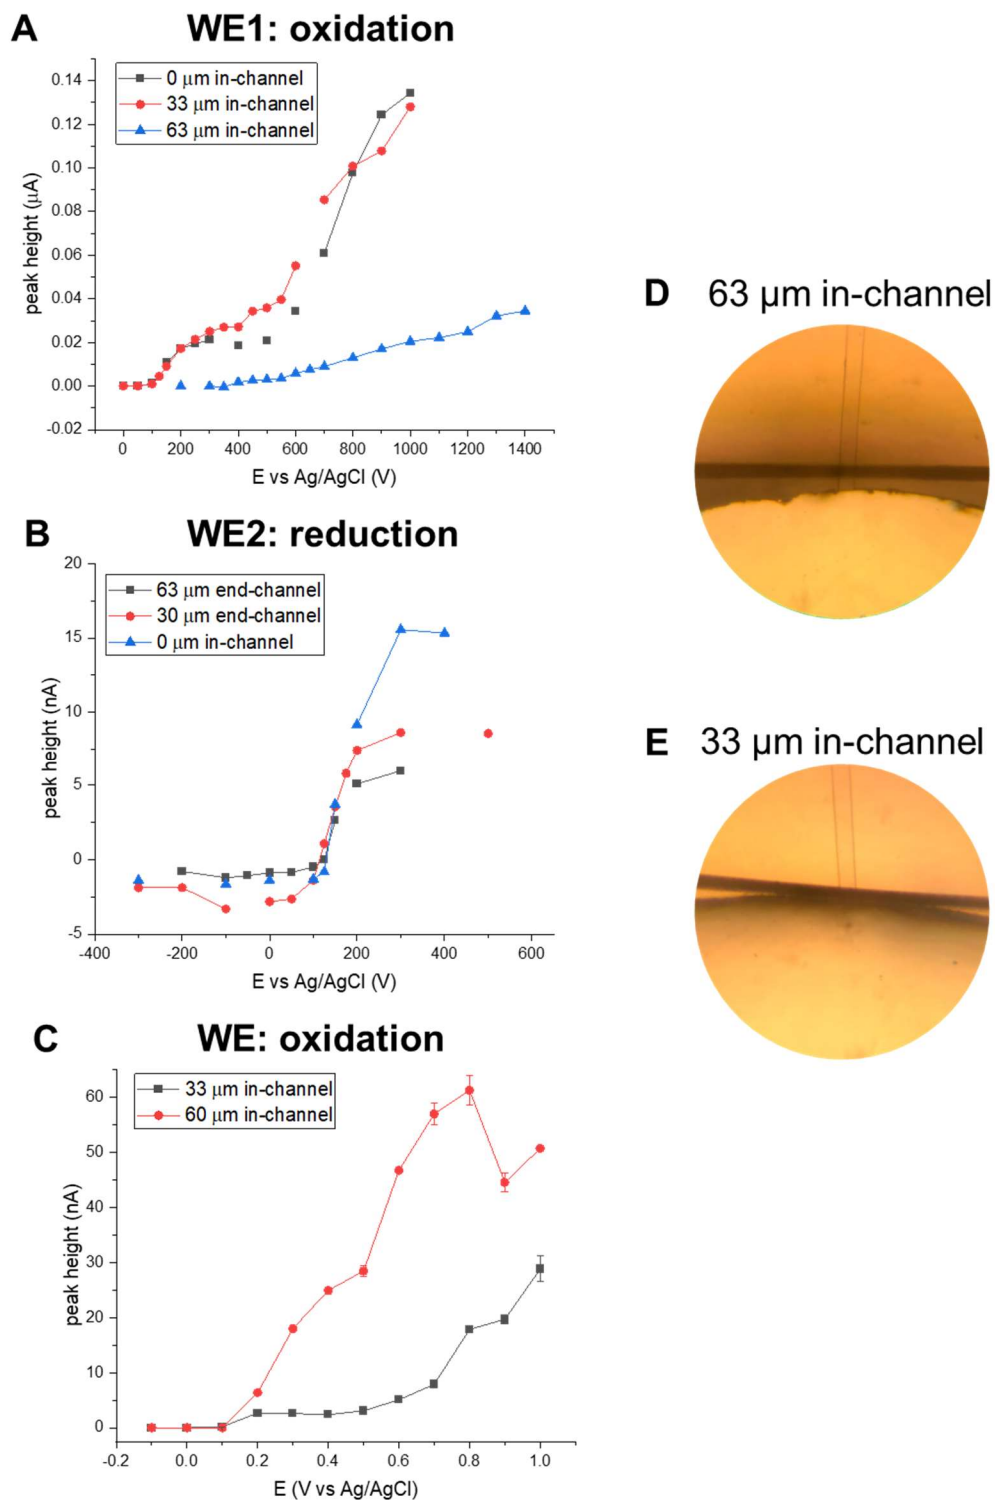 A
WE1: oxidation
0 μm in-channel
33 μm in-channel
63 μm in-channel
0.14
0.12
0.10
0.08
0.06
0.04
0.02
0.00
-0.02
peak height (μA)
0 200 400 600 800 1000 1200 1400
E vs Ag/AgCl (V)
B
WE2: reduction
63 μm end-channel
30 μm end-channel
0 μm in-channel
20
15
10
5
0
-5
peak height (nA)
-400 -200 0 200 400 600
E vs Ag/AgCl (V)
C
WE: oxidation
33 μm in-channel
60 μm in-channel
60
50
40
30
20
10
0
peak height (nA)
-0.2 0.0 0.2 0.4 0.6 0.8 1.0
E (V vs Ag/AgCl)
D 63 μm in-channel
E 33 μm in-channel